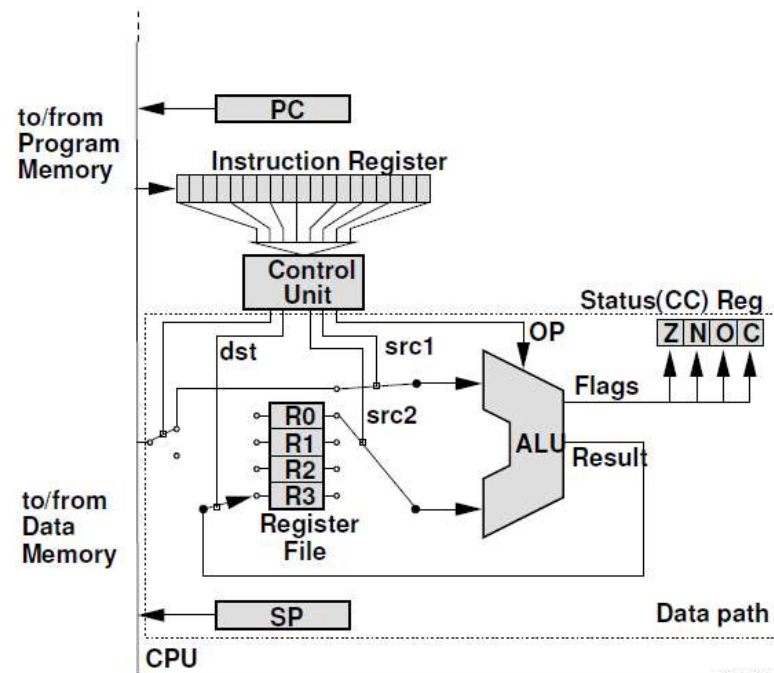 PC
to/from
Program
Memory
Instruction Register
Control
Unit
Status(CC) Reg
Z N O C
OP
dst
src1
Flags
src2
R0
R1
R2
R3
ALU
Result
Register
File
to/from
Data
Memory
SP
Data path
CPU